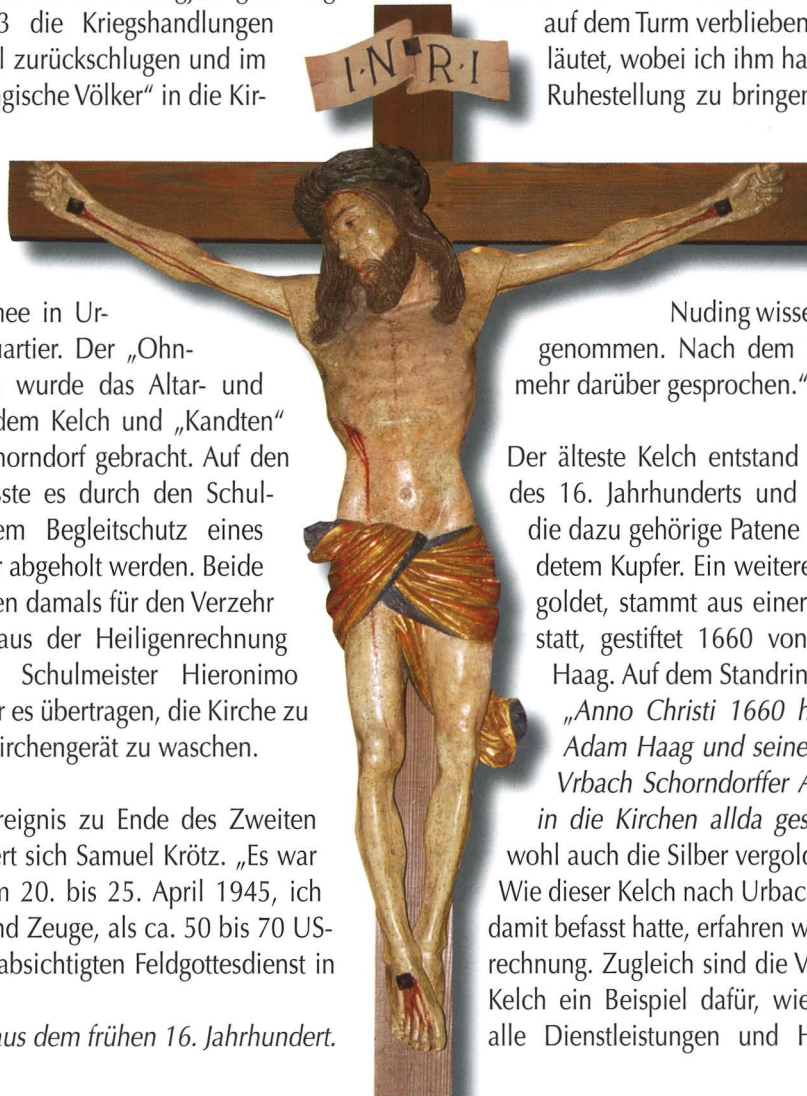 3 die Kriegshandlungen
l zurückschlugen und im
gische Völker“ in die Kir-
nee in Ur-
uartier. Der „Ohn-
wurde das Altar- und
dem Kelch und „Kandten“
horndorf gebracht. Auf den
sste es durch den Schul-
em Begleitschutz eines
r abgeholt werden. Beide
en damals für den Verzehr
aus der Heiligenrechnung
Schulmeister Hieronimo
r es übertragen, die Kirche zu
irchengerät zu waschen.
reignis zu Ende des Zweiten
ert sich Samuel Krötz. „Es war
m 20. bis 25. April 1945, ich
nd Zeuge, als ca. 50 bis 70 US-
absichtigten Feldgottesdienst in
aus dem frühen 16. Jahrhundert.
I·N·R·I
auf dem Turm verblieben
läutet, wobei ich ihm ha
Ruhestellung zu bringen
Nuding wisse
genommen. Nach dem
mehr darüber gesprochen.“
Der älteste Kelch entstand
des 16. Jahrhunderts und
die dazu gehörige Patene
detem Kupfer. Ein weitere
goldet, stammt aus einer
statt, gestiftet 1660 von
Haag. Auf dem Standrin
„Anno Christi 1660 h
Adam Haag und seine
Vrbach Schorndorffer A
in die Kirchen allda ges
wohl auch die Silber vergold
Wie dieser Kelch nach Urbac
damit befasst hatte, erfahren w
rechnung. Zugleich sind die V
Kelch ein Beispiel dafür, wie
alle Dienstleistungen und H